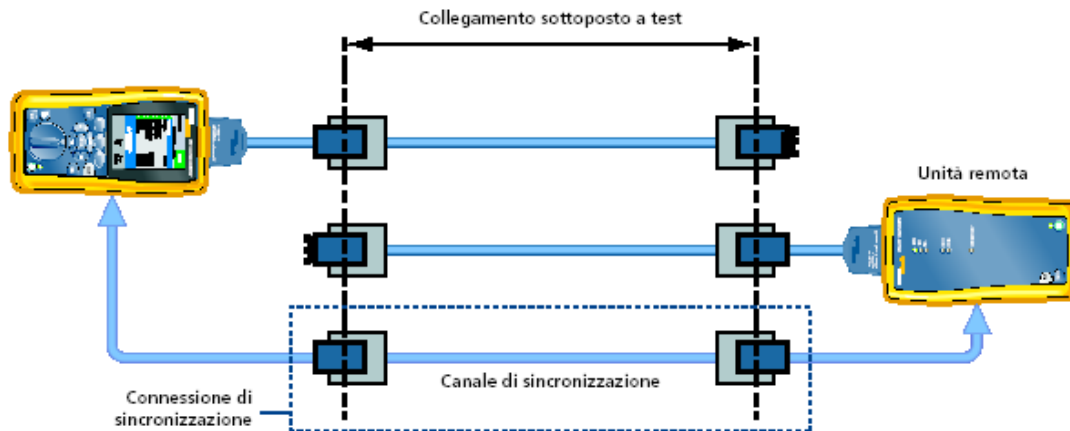 Collegamento sottoposto a test
Unità remota
Canale di sincronizzazione
Connessione di
sincronizzazione